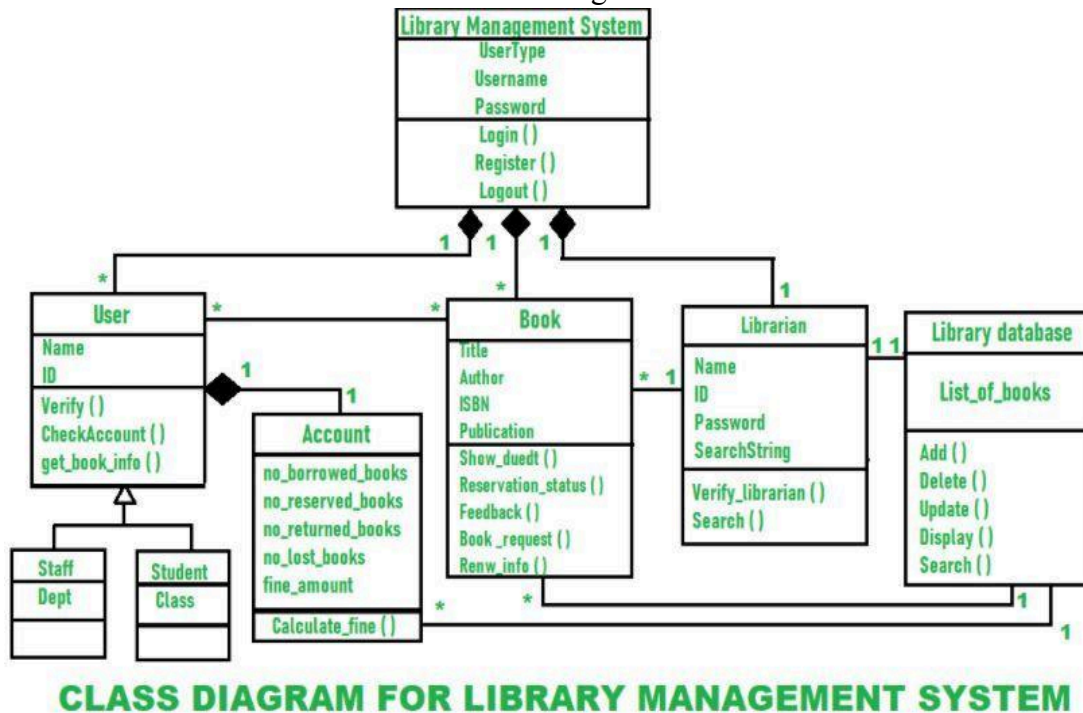 Library Management System
UserType
Username
Password
Login ( )
Register ( )
Logout ( )
1
1
1
*
*
1
User
Name
ID
Verify ( )
CheckAccount ( )
get_book_info ( )
*
*
1
1
Book
Title
Author
ISBN
Publication
Show_duedt ( )
Reservation_status ( )
Feedback ( )
Book_request ( )
Renw_info ( )
*
1
Librarian
Name
ID
Password
SearchString
Verify_librarian ( )
Search ( )
1
1
Library database
List_of_books
Add ( )
Delete ( )
Update ( )
Display ( )
Search ( )
Account
no_borrowed_books
no_reserved_books
no_returned_books
no_lost_books
fine_amount
Calculate_fine ( )
Staff
Dept
Student
Class
*
1
*
1
CLASS DIAGRAM FOR LIBRARY MANAGEMENT SYSTEM